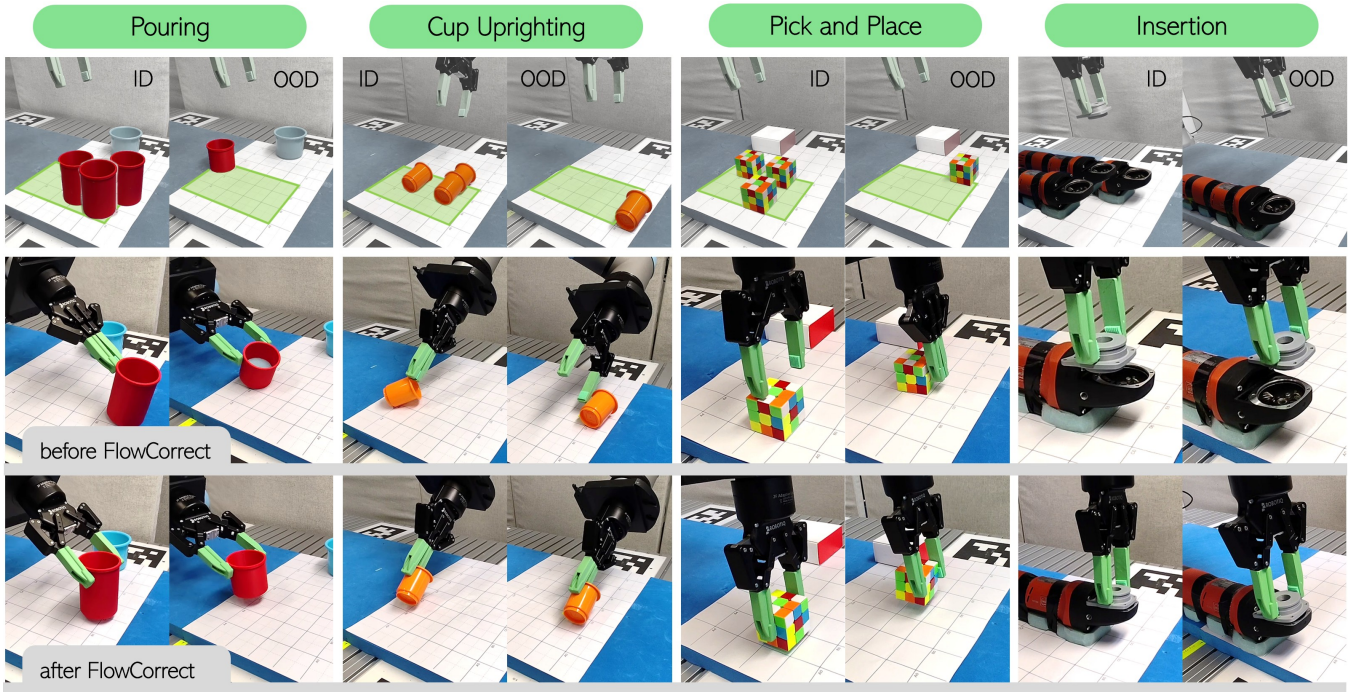 Pouring
Cup Uprighting
Pick and Place
Insertion
ID
OOD
ID
OOD
ID
OOD
ID
OOD
before FlowCorrect
after FlowCorrect